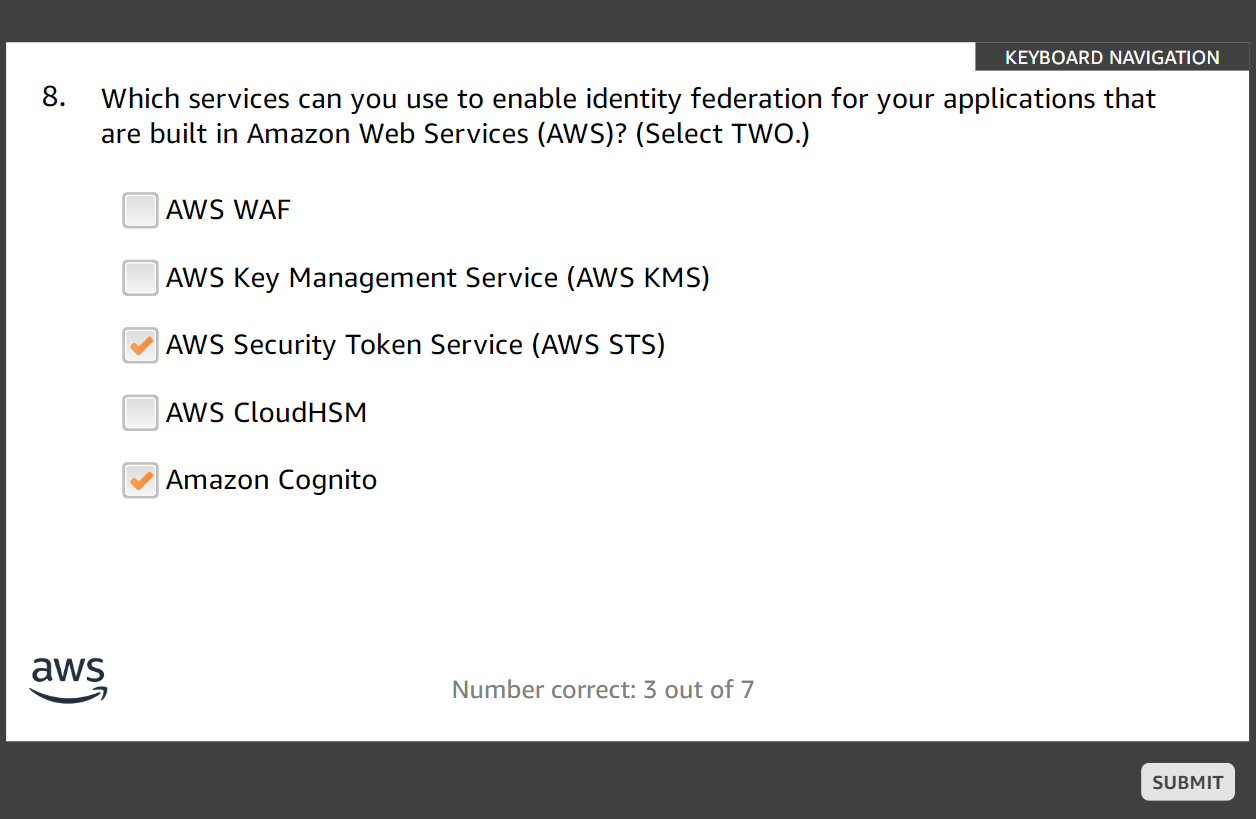 KEYBOARD NAVIGATION
8. Which services can you use to enable identity federation for your applications that
are built in Amazon Web Services (AWS)? (Select TWO.)
AWS WAF
AWS Key Management Service (AWS KMS)
AWS Security Token Service (AWS STS)
AWS CloudHSM
Amazon Cognito
aws
Number correct: 3 out of 7
SUBMIT